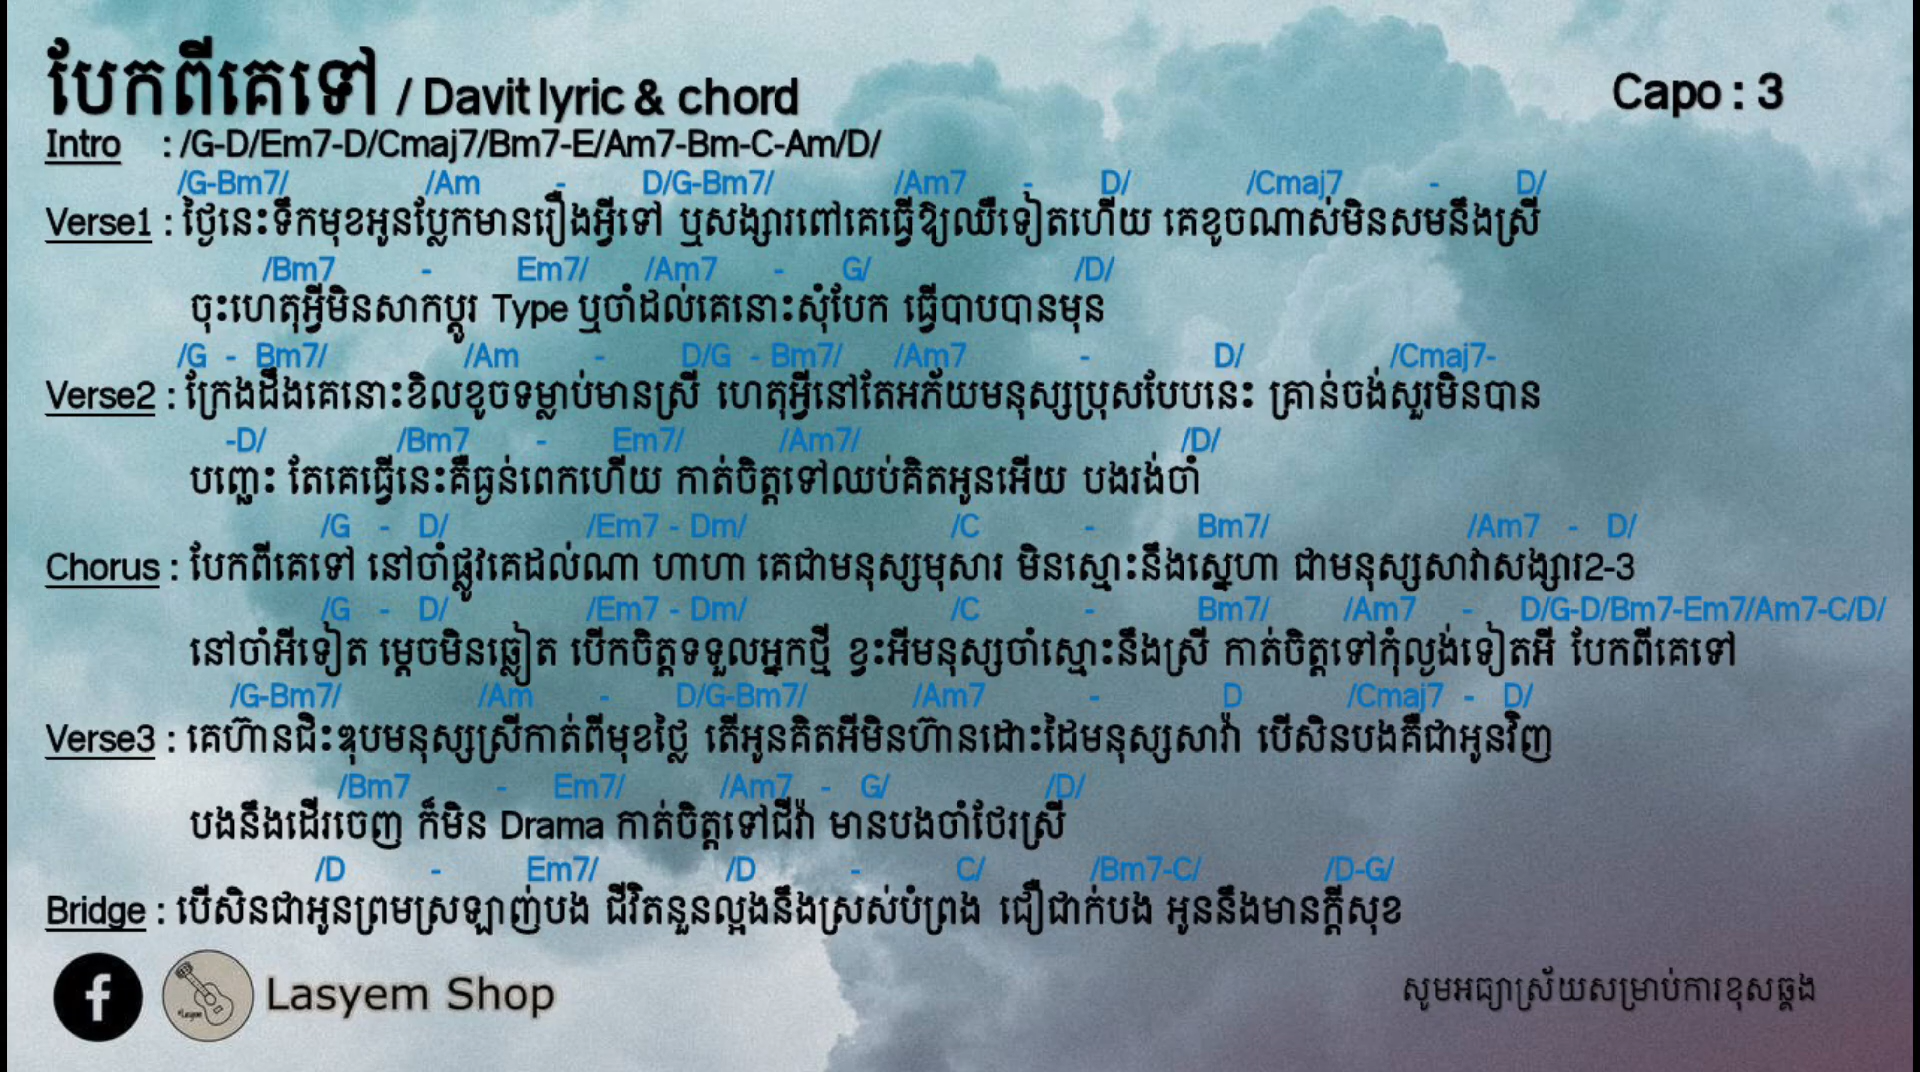 បែកពីគេទៅ / Davit lyric & chord
Capo : 3
Intro : /G-D/Em7-D/Cmaj7/Bm7-E/Am7-Bm-C-Am/D/
/G-Bm7/ /Am - D/G-Bm7/ /Am7 - D/ /Cmaj7 - D/
Verse1 : ថ្ងៃនេះទឹកមុខអូនប្លែកមានរឿងអ្វីទៅ ឬសង្សារពៅគេធ្វើឱ្យឈឺទៀតហើយ គេខូចណាស់មិនសមនឹងស្រី
/Bm7 - Em7/ /Am7 - G/ /D/
ចុះហេតុអ្វីមិនសាកប្តូរ Type ឬចាំដល់គេនោះសុំបែក ធ្វើបាបបានមុន
/G - Bm7/ /Am - D/G - Bm7/ /Am7 - D/ /Cmaj7-
Verse2 : ក្រែងដឹងគេនោះខិលខូចទម្លាប់មានស្រី ហេតុអ្វីនៅតែអភ័យមនុស្សប្រុសបែបនេះ គ្រាន់ចង់សួរមិនបាន
-D/ /Bm7 - Em7/ /Am7/ /D/
បញ្ឆេះ តែគេធ្វើនេះគឺធ្ងន់ពេកហើយ កាត់ចិត្តទៅឈប់គិតអូនអើយ បងរង់ចាំ
/G - D/ /Em7 - Dm/ /C - Bm7/ /Am7 - D/
Chorus : បែកពីគេទៅ នៅចាំផ្លូវគេដល់ណា ហាហា គេជាមនុស្សមុសារ មិនស្មោះនឹងស្នេហា ជាមនុស្សសាវាសង្សារ2-3
/G - D/ /Em7 - Dm/ /C - Bm7/ /Am7 - D/G-D/Bm7-Em7/Am7-C/D/
នៅចាំអីទៀត ម្តេចមិនឆ្លៀត បើកចិត្តទទួលអ្នកថ្មី ខ្វះអីមនុស្សចាំស្មោះនឹងស្រី កាត់ចិត្តទៅកុំល្ងង់ទៀតអី បែកពីគេទៅ
/G-Bm7/ /Am - D/G-Bm7/ /Am7 - D /Cmaj7 - D/
Verse3 : គេហ៊ានជិះឌុបមនុស្សស្រីកាត់ពីមុខថ្លៃ តើអូនគិតអីមិនហ៊ានដោះដៃមនុស្សសាវ៉ា បើសិនបងគឺជាអូនវិញ
/Bm7 - Em7/ /Am7 - G/ /D/
បងនឹងដើរចេញ ក៏មិន Drama កាត់ចិត្តទៅជីវ៉ា មានបងចាំថែរស្រី
/D - Em7/ /D - C/ /Bm7-C/ /D-G/
Bridge : បើសិនជាអូនព្រមស្រឡាញ់បង ជីវិតនួនល្អងនឹងស្រស់បំព្រង ជឿជាក់បង អូននឹងមានក្តីសុខ
f Lasyem Shop
សូមអធ្យាស្រ័យសម្រាប់ការខុសឆ្គង